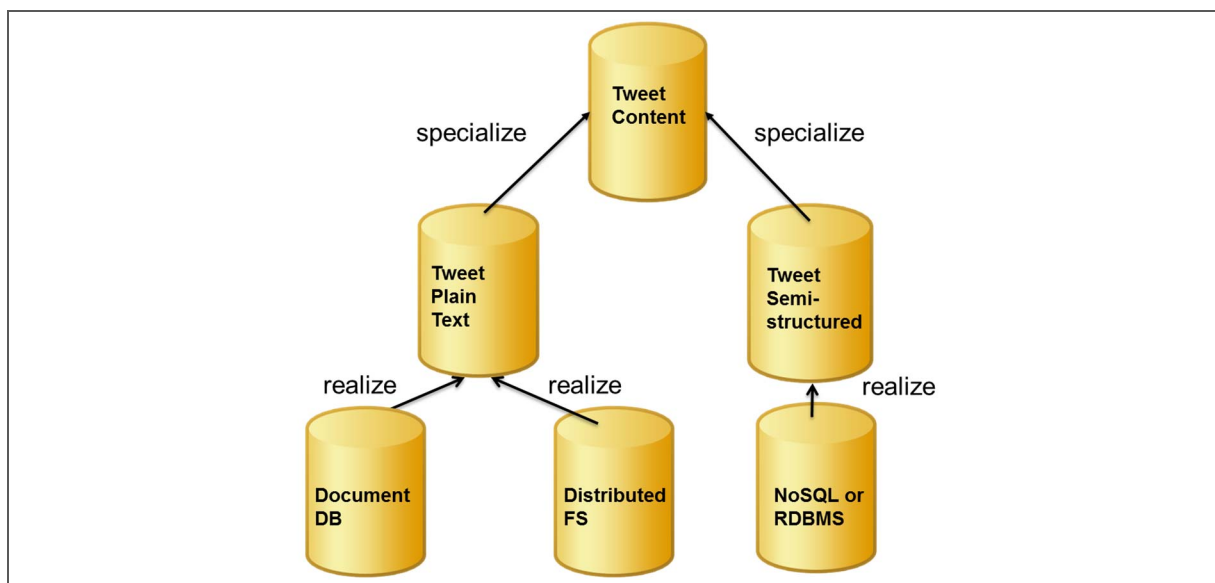 Tweet
Content
specialize
specialize
Tweet
Plain
Text
Tweet
Semi-
structured
realize
realize
realize
Document
DB
Distributed
FS
NoSQL or
RDBMS